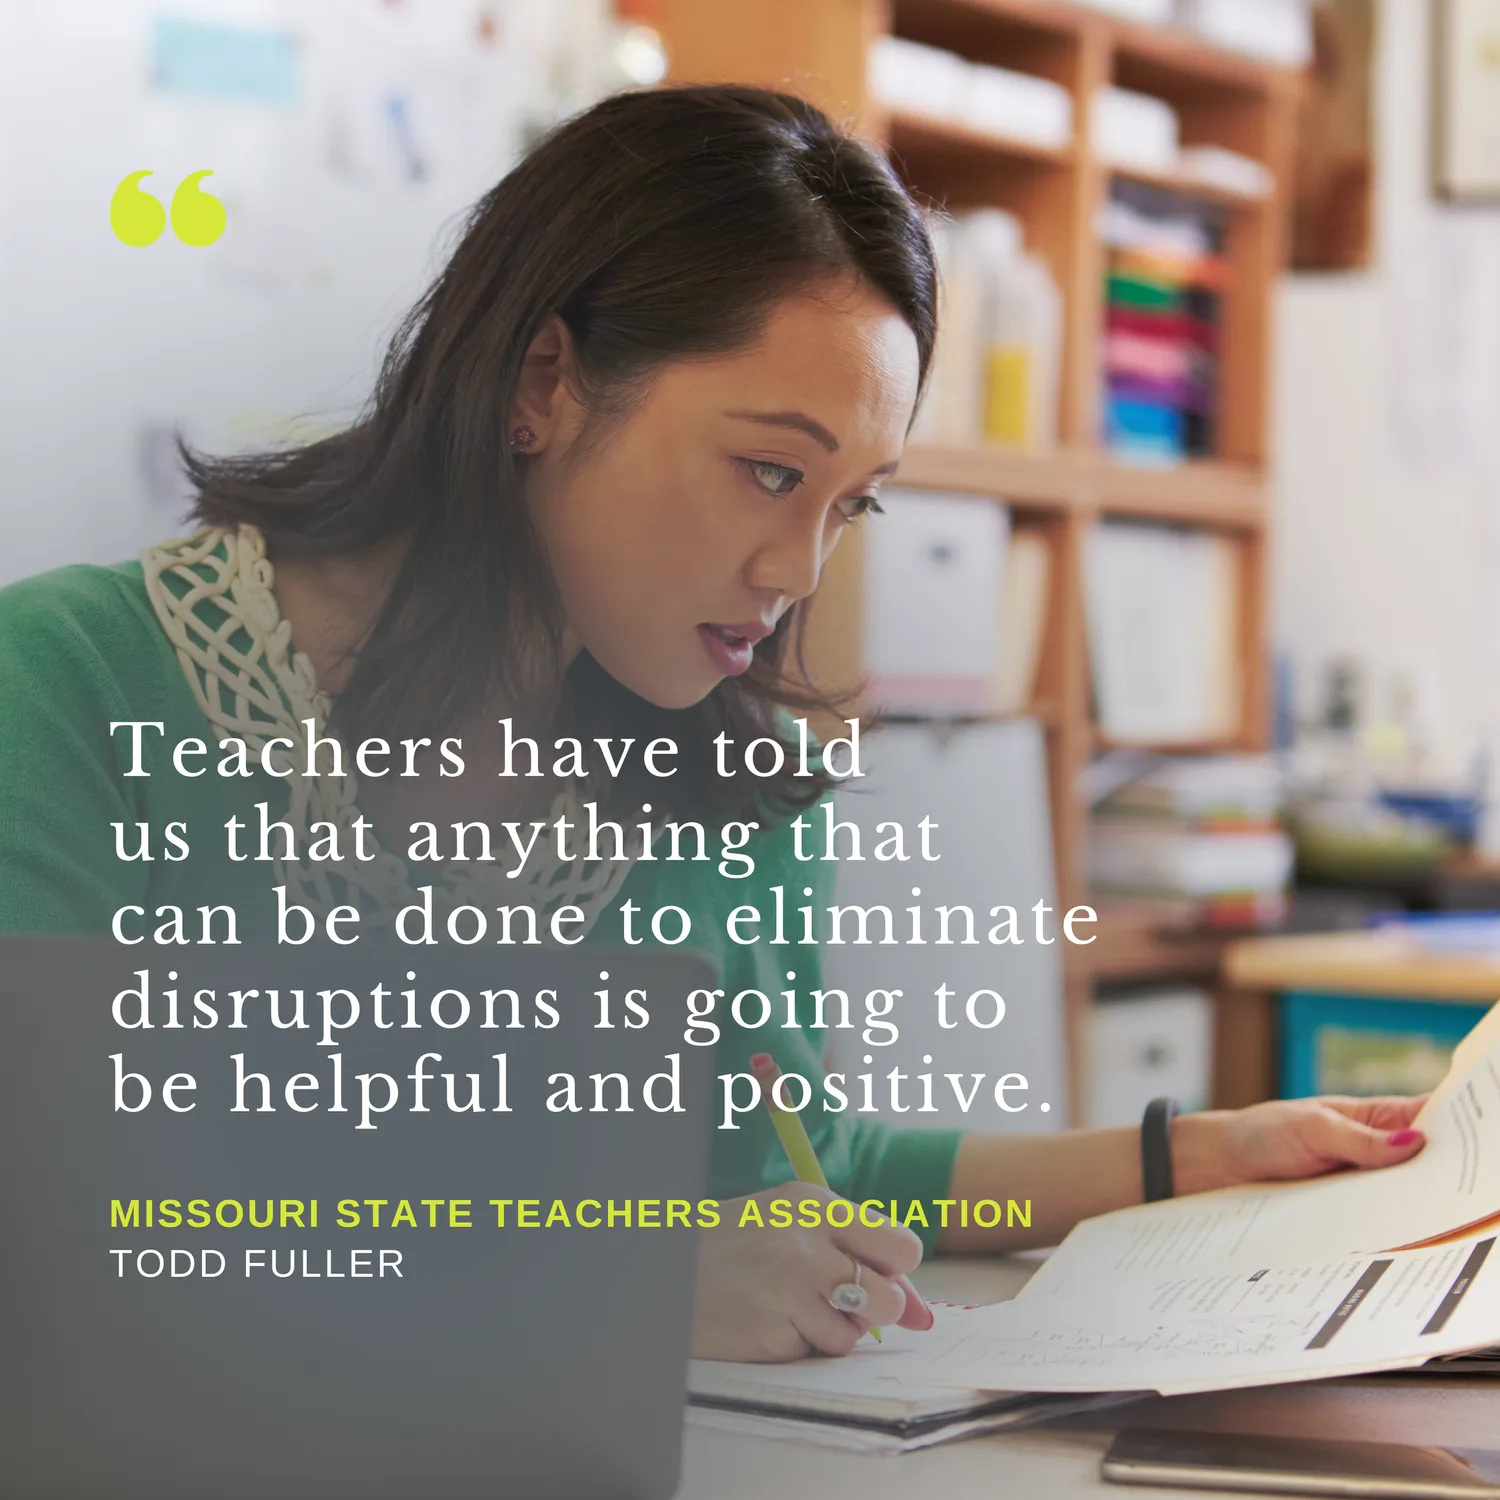 “
Teachers have told
us that anything that
can be done to eliminate
disruptions is going to
be helpful and positive.
MISSOURI STATE TEACHERS ASSOCIATION
TODD FULLER